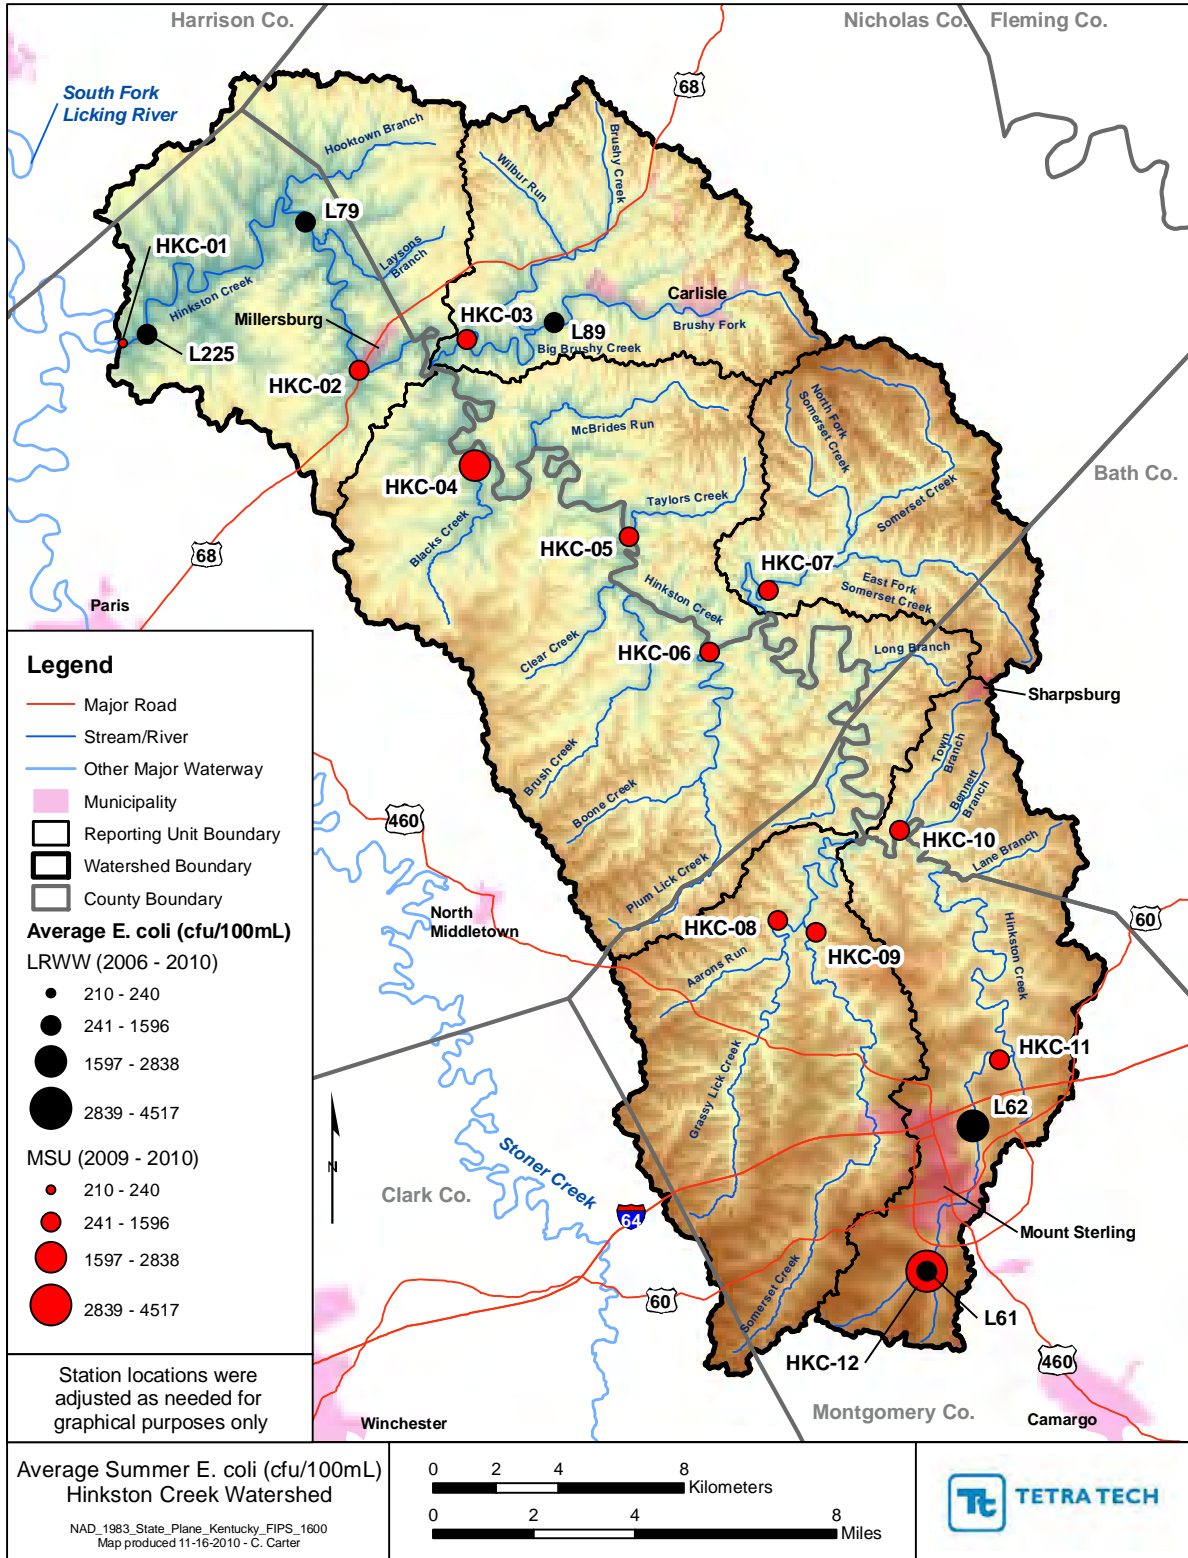 Harrison Co.
Nicholas Co.
Fleming Co.
South Fork
Licking River
68
Hooktown Branch
Brushy Creek
Wilbur Run
L79
HKC-01
Laysons
Branch
Hinkston Creek
Carlisle
Millersburg
HKC-03
L89
Brushy Fork
L225
Big Brushy Creek
HKC-02
North Fork
Somerset Creek
McBrides Run
HKC-04
Bath Co.
Taylors Creek
Somerset Creek
Blacks Creek
HKC-05
68
HKC-07
East Fork
Somerset Creek
Hinkston Creek
Paris
Clear Creek
HKC-06
Long Branch
Sharpsburg
Town
Branch
Bennett
Branch
Brush Creek
Boone Creek
460
HKC-10
Lane Branch
Plum Lick Creek
North
Middletown
HKC-08
60
HKC-09
Aarons Run
Hinkston Creek
HKC-11
Grassy Lick Creek
L62
Stoner Creek
Clark Co.
64
Mount Sterling
Somerset Creek
60
L61
HKC-12
460
Montgomery Co.
Camargo
Winchester
N
Legend
Major Road
Stream/River
Other Major Waterway
Municipality
Reporting Unit Boundary
Watershed Boundary
County Boundary
Average E. coli (cfu/100mL)
LRWW (2006 - 2010)
210 - 240
241 - 1596
1597 - 2838
2839 - 4517
MSU (2009 - 2010)
210 - 240
241 - 1596
1597 - 2838
2839 - 4517
Station locations were
adjusted as needed for
graphical purposes only
Average Summer E. coli (cfu/100mL)
Hinkston Creek Watershed
NAD_1983_State_Plane_Kentucky_FIPS_1600
Map produced 11-16-2010 - C. Carter
0 2 4 8
Kilometers
0 2 4 8
Miles
Tt TETRA TECH